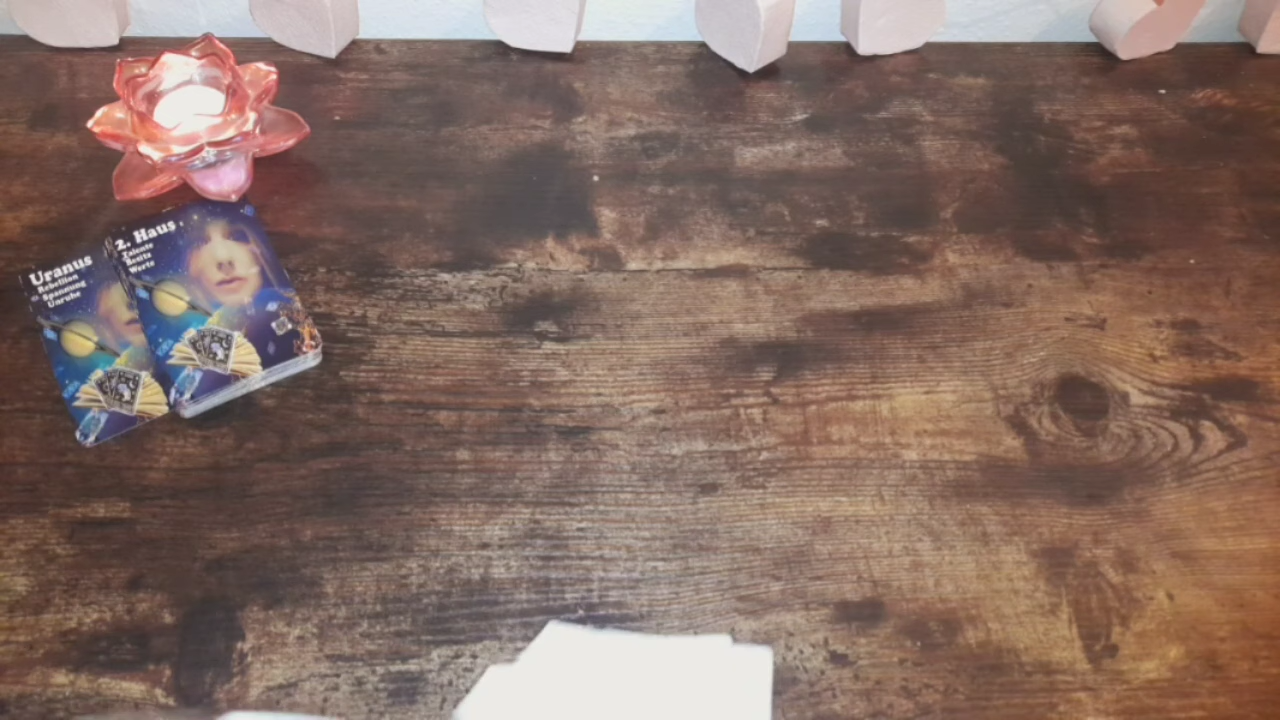 Uranus
Rebellion
Spannung
Unruhe
2. Haus
Talente
Besitz
Werte